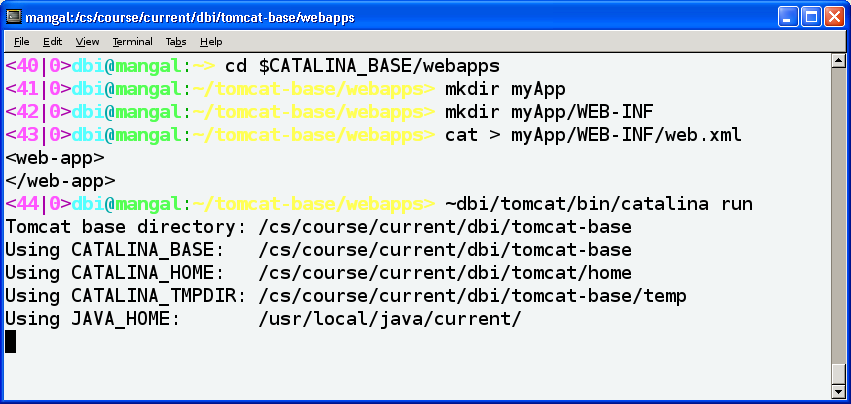 mangal:/cs/course/current/dbi/tomcat-base/webapps
File Edit View Terminal Tabs Help
<40|0>dbi@mangal:~> cd $CATALINA_BASE/webapps
<41|0>dbi@mangal:~/tomcat-base/webapps> mkdir myApp
<42|0>dbi@mangal:~/tomcat-base/webapps> mkdir myApp/WEB-INF
<43|0>dbi@mangal:~/tomcat-base/webapps> cat > myApp/WEB-INF/web.xml
<web-app>
</web-app>
<44|0>dbi@mangal:~/tomcat-base/webapps> ~dbi/tomcat/bin/catalina run
Tomcat base directory: /cs/course/current/dbi/tomcat-base
Using CATALINA_BASE:   /cs/course/current/dbi/tomcat-base
Using CATALINA_HOME:   /cs/course/current/dbi/tomcat/home
Using CATALINA_TMPDIR: /cs/course/current/dbi/tomcat-base/temp
Using JAVA_HOME:       /usr/local/java/current/